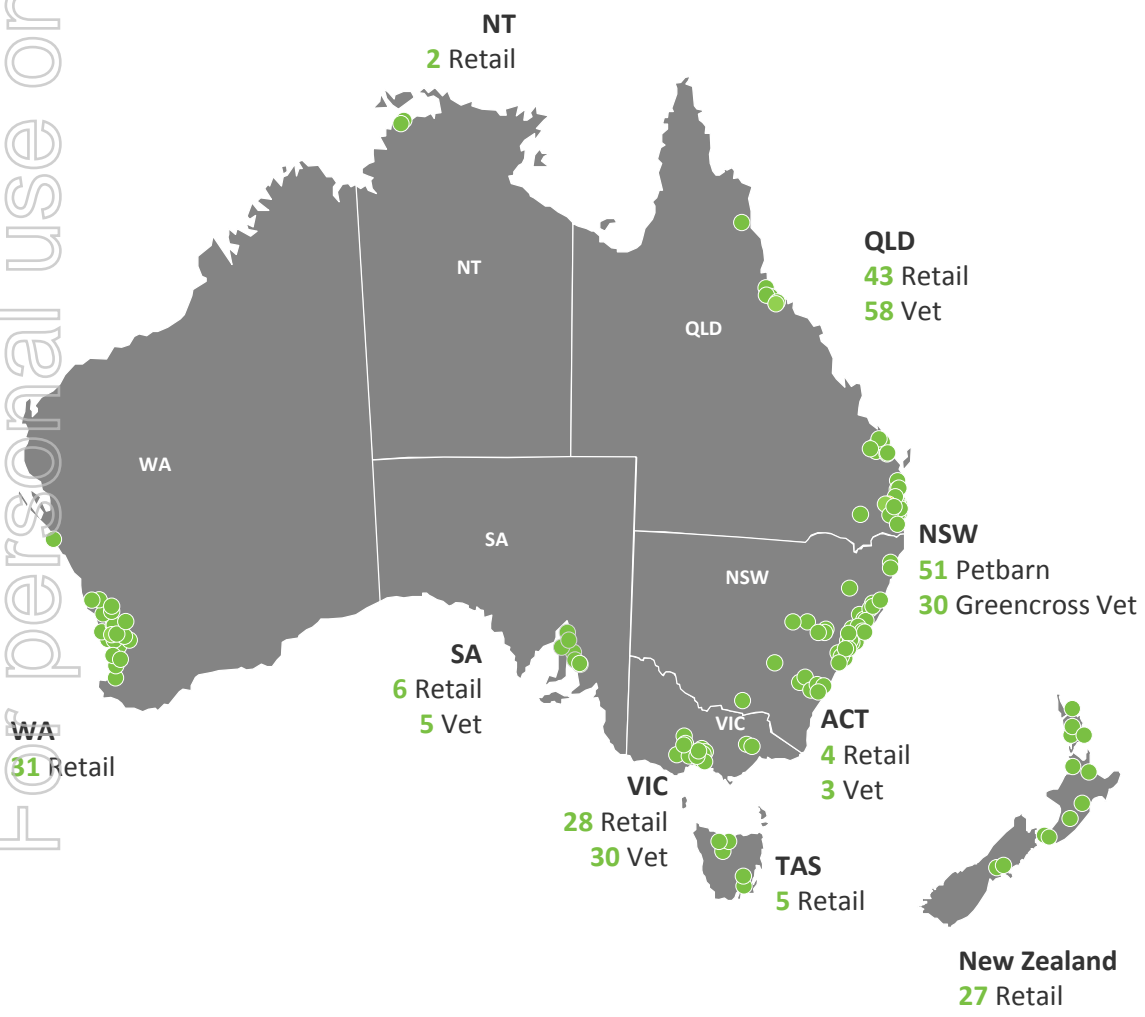 For personal use on
NT
2 Retail
NT
QLD
43 Retail
58 Vet
QLD
WA
SA
NSW
NSW
51 Petbarn
30 Greencross Vet
SA
6 Retail
5 Vet
WA
31 Retail
VIC
ACT
4 Retail
3 Vet
VIC
28 Retail
30 Vet
TAS
5 Retail
New Zealand
27 Retail